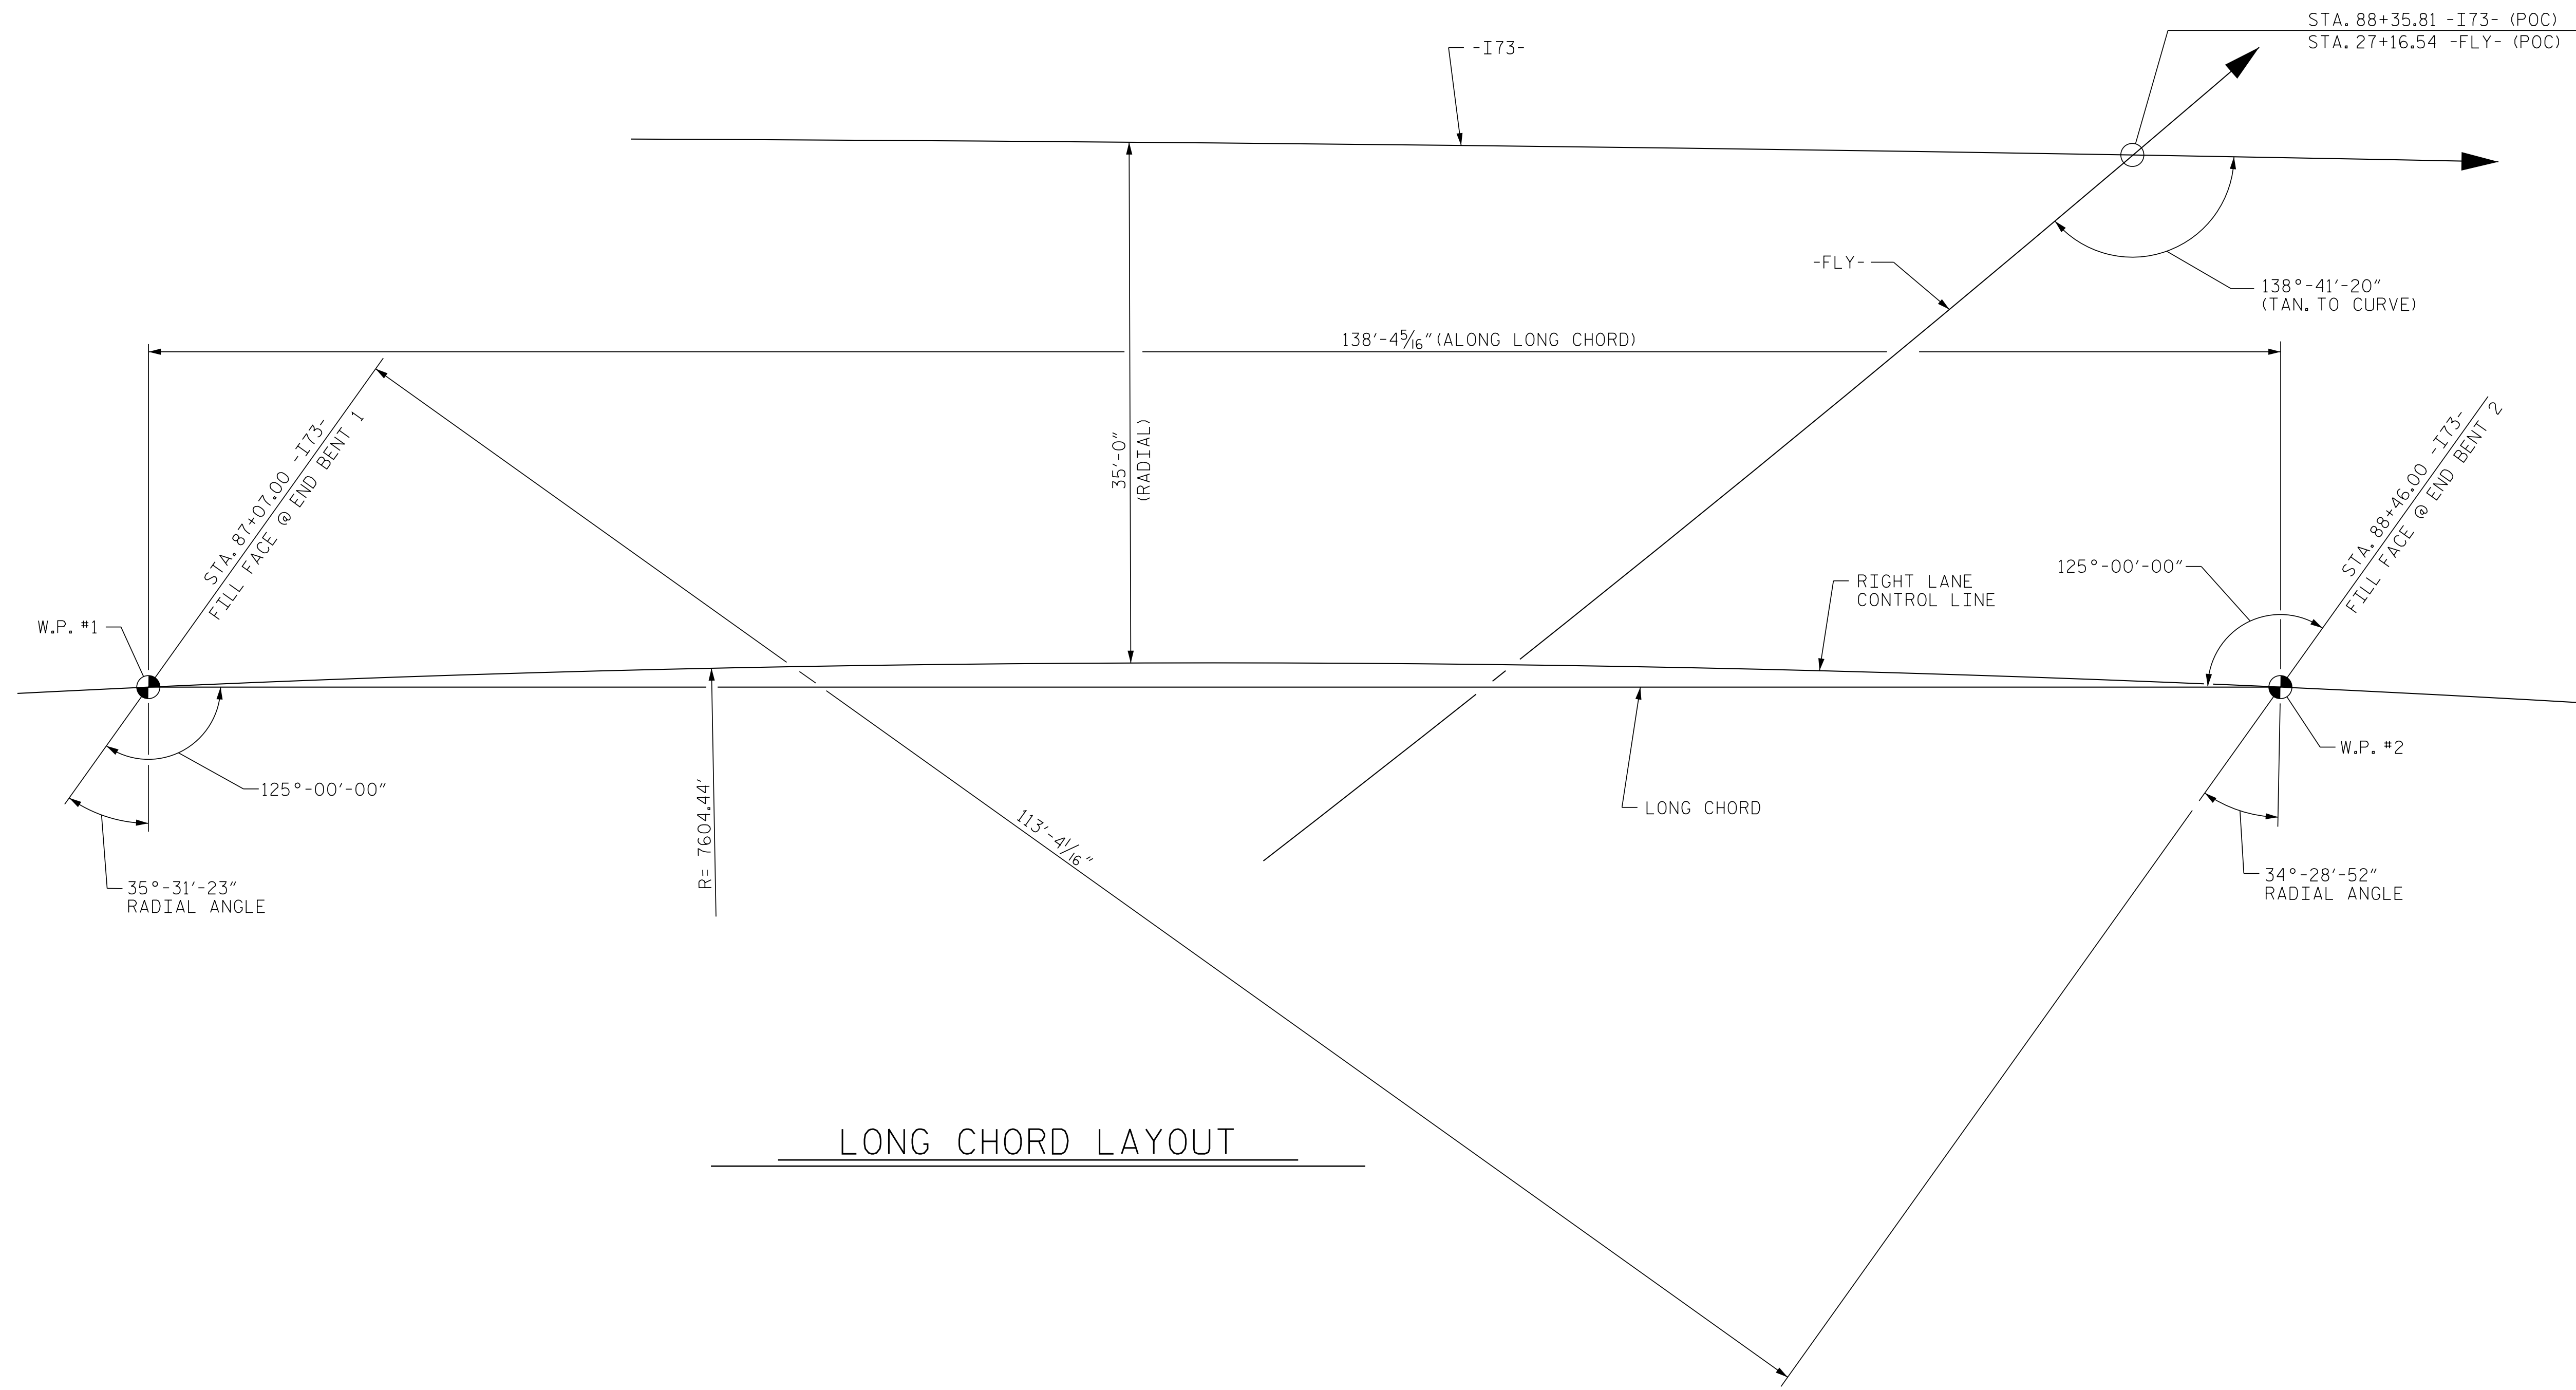 STA. 88+35.81 -I73- (POC)
STA. 27+16.54 -FLY- (POC)
-I73-
-FLY-
138°-41′-20″
(TAN. TO CURVE)
138′-4⁵⁄₁₆″(ALONG LONG CHORD)
35′-0″
(RADIAL)
STA. 87+07.00 -I73-
FILL FACE @ END BENT 1
STA. 88+46.00 -I73-
FILL FACE @ END BENT 2
125°-00′-00″
RIGHT LANE
CONTROL LINE
W.P. #1
W.P. #2
125°-00′-00″
LONG CHORD
R= 7604.44′
113′-4¹⁄₁₆″
35°-31′-23″
RADIAL ANGLE
34°-28′-52″
RADIAL ANGLE
LONG CHORD LAYOUT